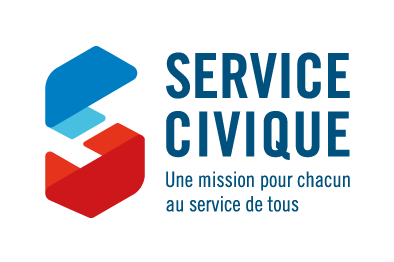 SERVICE
CIVIQUE
Une mission pour chacun
au service de tous